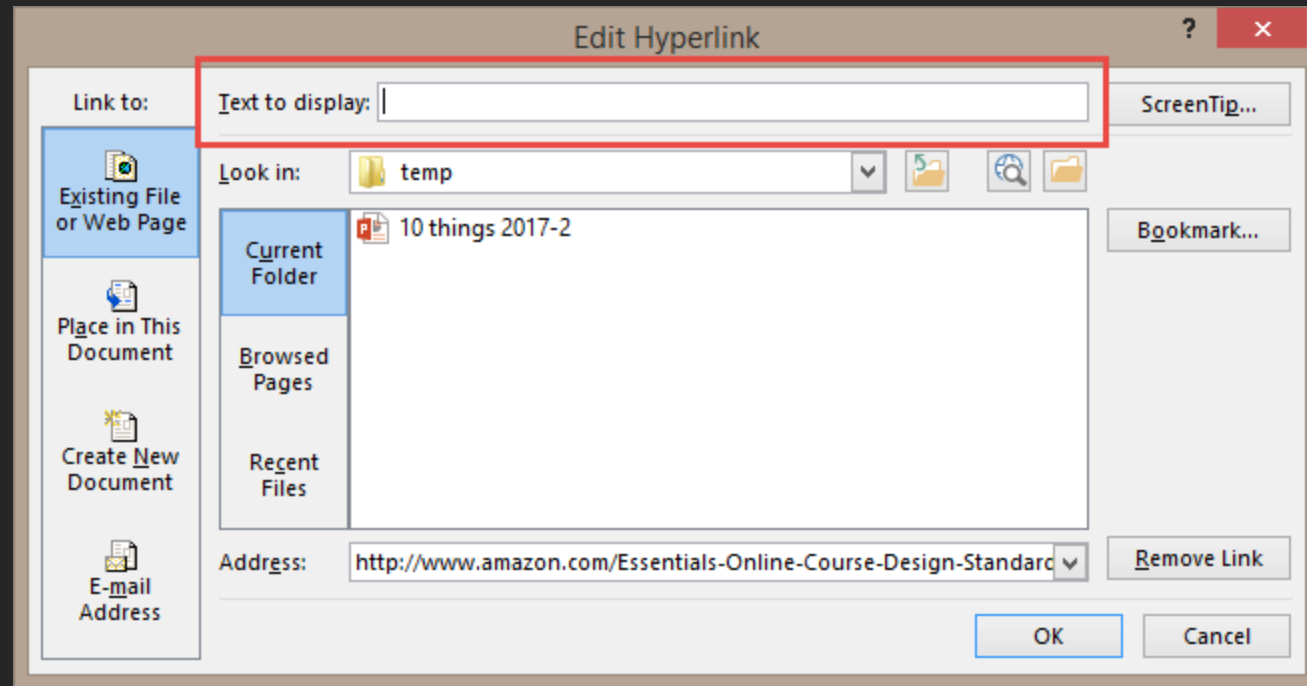 Edit Hyperlink
?
Link to:
Text to display:
ScreenTip...
Existing File
or Web Page
Look in:
temp
Current
Folder
10 things 2017-2
Bookmark...
Place in This
Document
Browsed
Pages
Create New
Document
Recent
Files
E-mail
Address
Address:
http://www.amazon.com/Essentials-Online-Course-Design-Standard
Remove Link
OK
Cancel